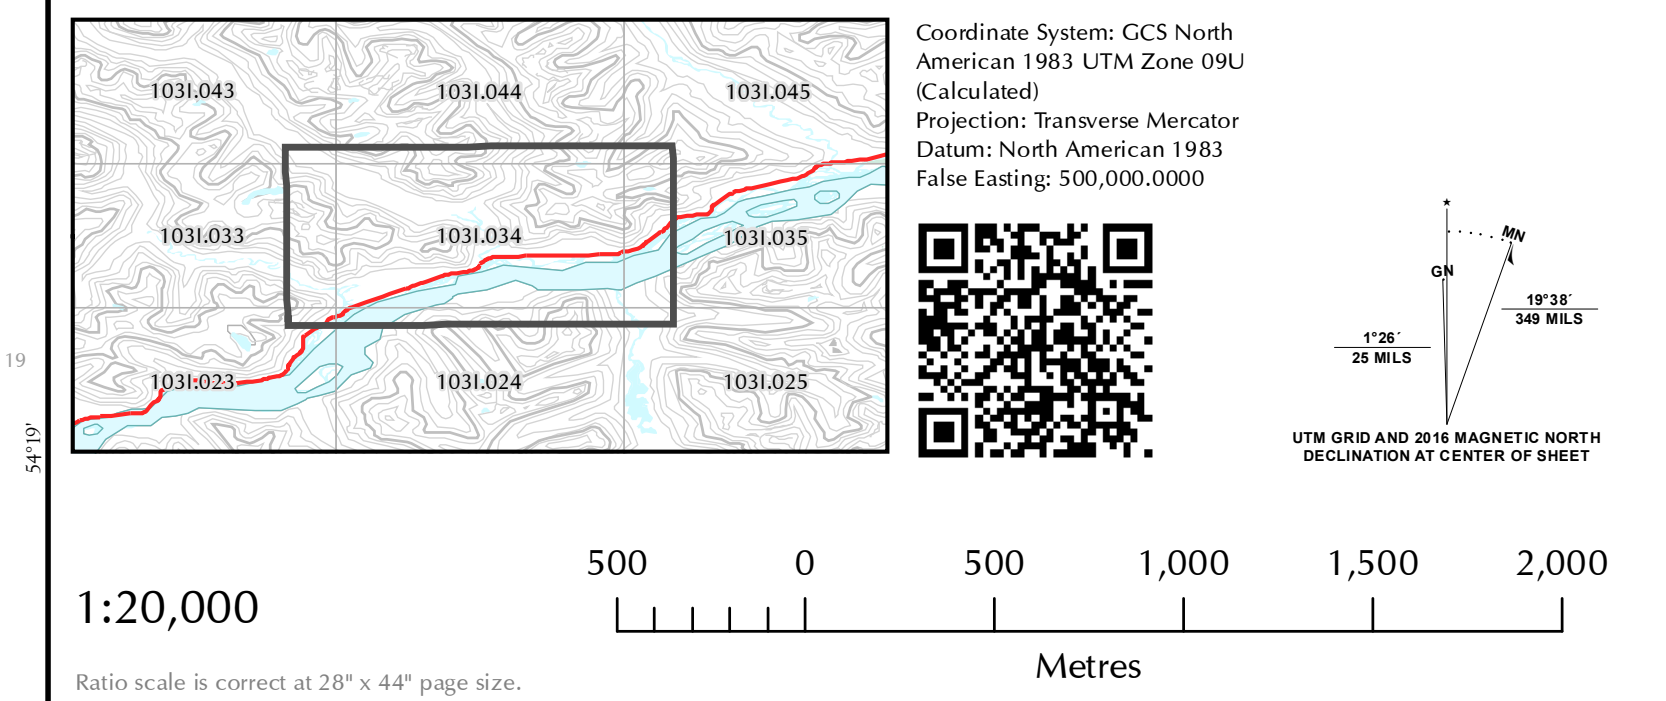 103I.043
103I.044
103I.045
103I.033
103I.034
103I.035
103I.023
103I.024
103I.025
19
54°19'
Coordinate System: GCS North
American 1983 UTM Zone 09U
(Calculated)
Projection: Transverse Mercator
Datum: North American 1983
False Easting: 500,000.0000
MN
GN
19°38´
349 MILS
1°26´
25 MILS
UTM GRID AND 2016 MAGNETIC NORTH
DECLINATION AT CENTER OF SHEET
1:20,000
Ratio scale is correct at 28" x 44" page size.
500 0 500 1,000 1,500 2,000
Metres